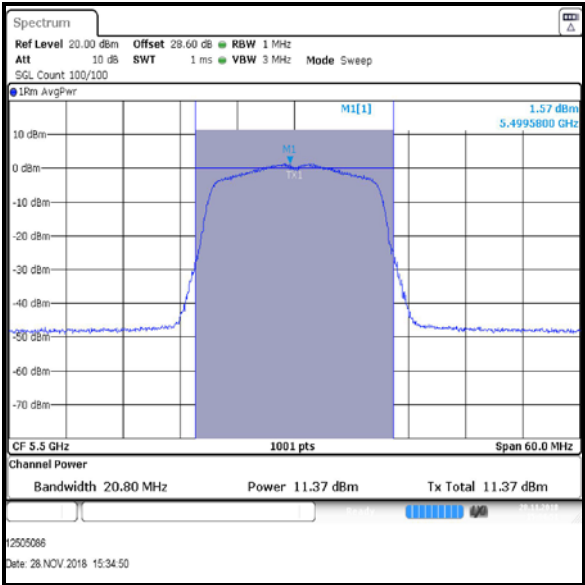 Spectrum
Ref Level 20.00 dBm Offset 28.60 dB RBW 1 MHz
Att 10 dB SWT 1 ms VBW 3 MHz Mode Sweep
SGL Count 100/100
1Rm AvgPwr
M1[1] 1.57 dBm
5.4995800 GHz
10 dBm
M1
0 dBm
TX1
-10 dBm
-20 dBm
-30 dBm
-40 dBm
-50 dBm
-60 dBm
-70 dBm
CF 5.5 GHz 1001 pts Span 60.0 MHz
Channel Power
Bandwidth 20.80 MHz Power 11.37 dBm Tx Total 11.37 dBm
12505086
Date: 28.NOV.2018 15:34:50